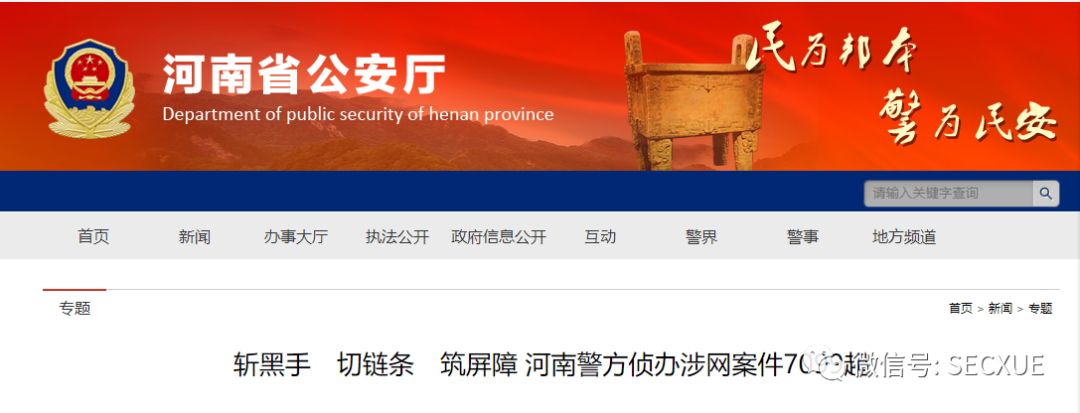 河南省公安厅
Department of public security of henan province
民为邦本
警为民安
请输入关键字查询
首页 新闻 办事大厅 执法公开 政府信息公开 互动 警界 警事 地方频道
专题
首页 > 新闻 > 专题
斩黑手 切链条 筑屏障 河南警方侦办涉网案件
微信号: SECXUE